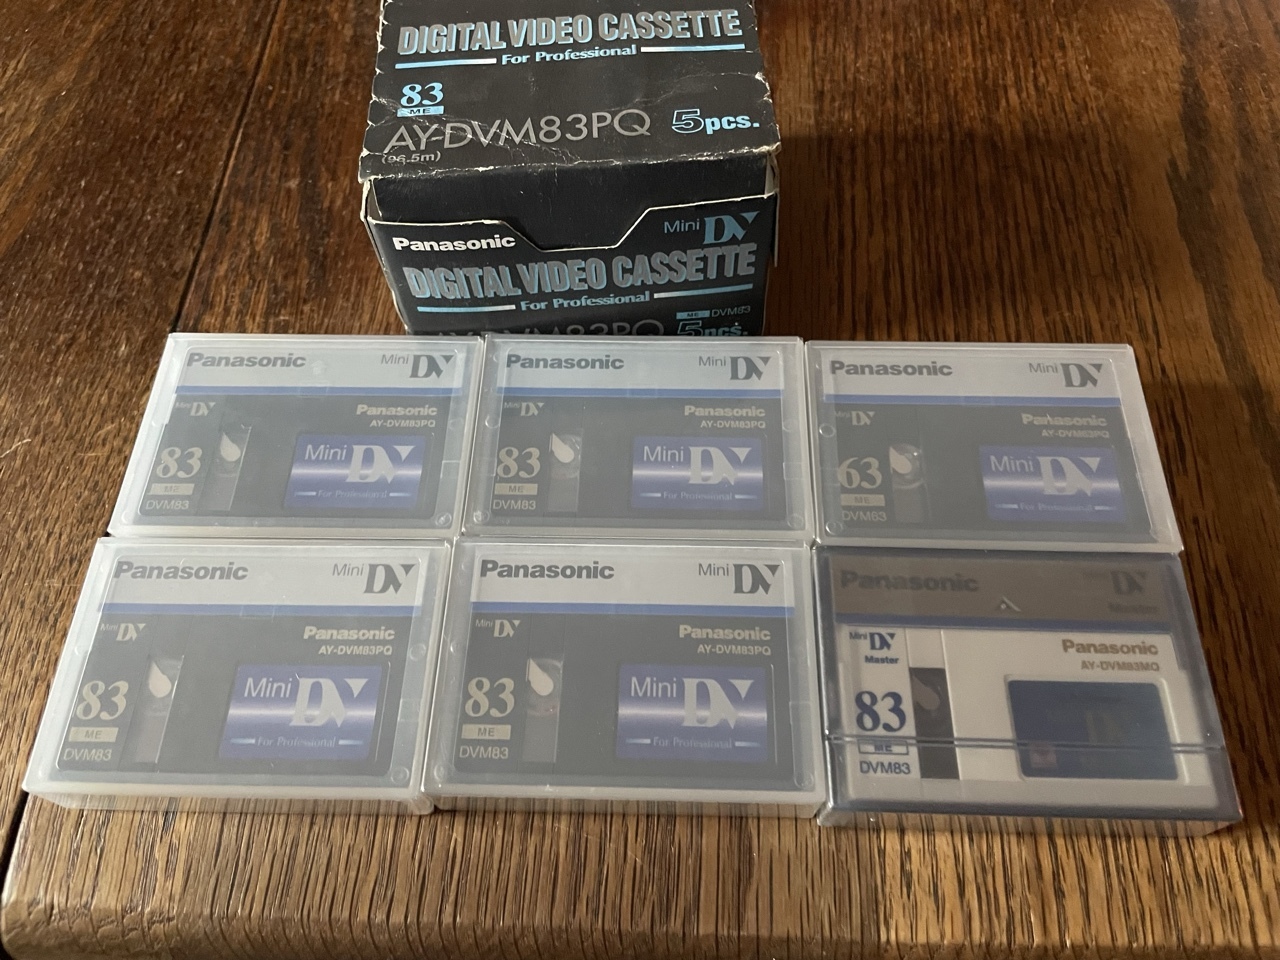 DIGITAL VIDEO CASSETTE
For Professional
83
ME
AY-DVM83PQ 5pcs.
(96.5m)
Panasonic Mini DV
DIGITAL VIDEO CASSETTE
For Professional
ME DVM83
AY-DVM83PQ 5pcs.
Panasonic Mini DV
Mini DV
Panasonic
AY-DVM83PQ
83
ME
DVM83
Mini DV
For Professional
Panasonic Mini DV
Mini DV
Panasonic
AY-DVM83PQ
83
ME
DVM83
Mini DV
For Professional
Panasonic Mini DV
Mini DV
Panasonic
63
ME
Mini DV
For Professional
Panasonic Mini DV
Mini DV
Panasonic
AY-DVM83PQ
83
ME
DVM83
Mini DV
For Professional
Panasonic Mini DV
Mini DV
Panasonic
AY-DVM83PQ
83
ME
DVM83
Mini DV
For Professional
Panasonic DV
Master
Mini DV
Master
Panasonic
AY-DVM83MQ
83
ME
DVM83